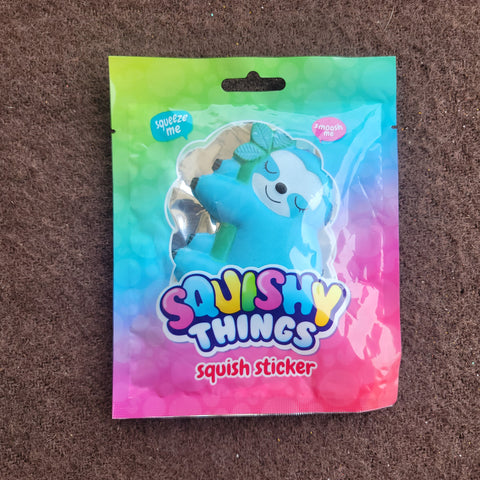 squeeze
me
smoosh
me
SQUISHY
THINGS
squish sticker